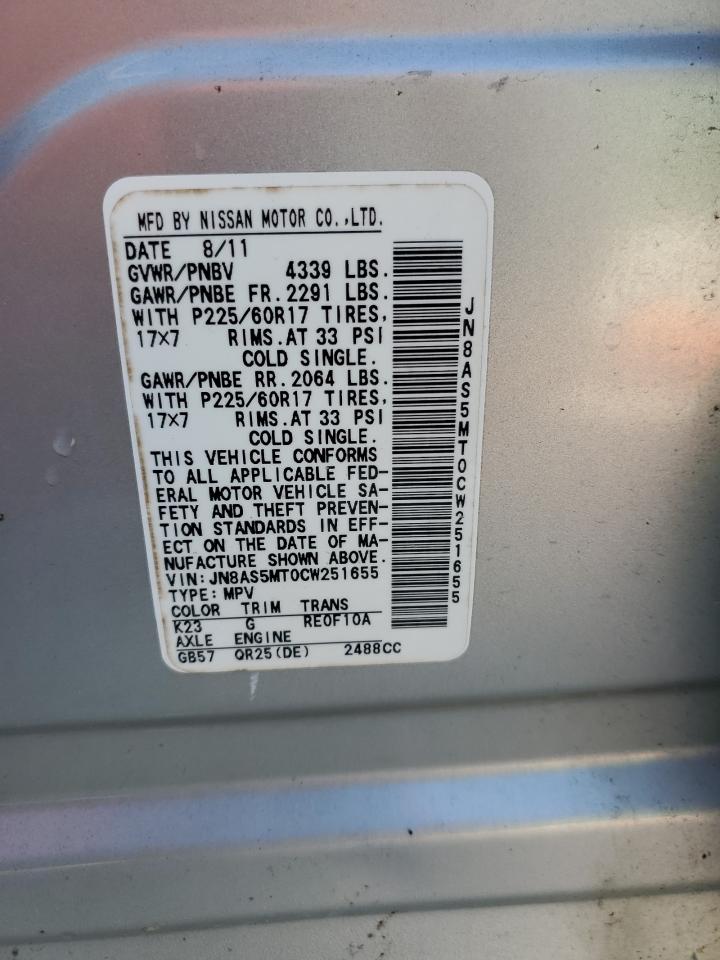 MFD BY NISSAN MOTOR CO.,LTD.
DATE 8/11
GVWR/PNBV 4339 LBS.
GAWR/PNBE FR.2291 LBS.
WITH P225/60R17 TIRES,
17×7 RIMS.AT 33 PSI
COLD SINGLE.
GAWR/PNBE RR.2064 LBS.
WITH P225/60R17 TIRES,
17×7 RIMS.AT 33 PSI
COLD SINGLE.
THIS VEHICLE CONFORMS
TO ALL APPLICABLE FED-
ERAL MOTOR VEHICLE SA-
FETY AND THEFT PREVEN-
TION STANDARDS IN EFF-
ECT ON THE DATE OF MA-
NUFACTURE SHOWN ABOVE.
VIN:JN8AS5MT0CW251655
TYPE:MPV
COLOR TRIM TRANS
K23 G RE0F10A
AXLE ENGINE
GB57 QR25(DE) 2488CC
JN8AS5MT0CW251655